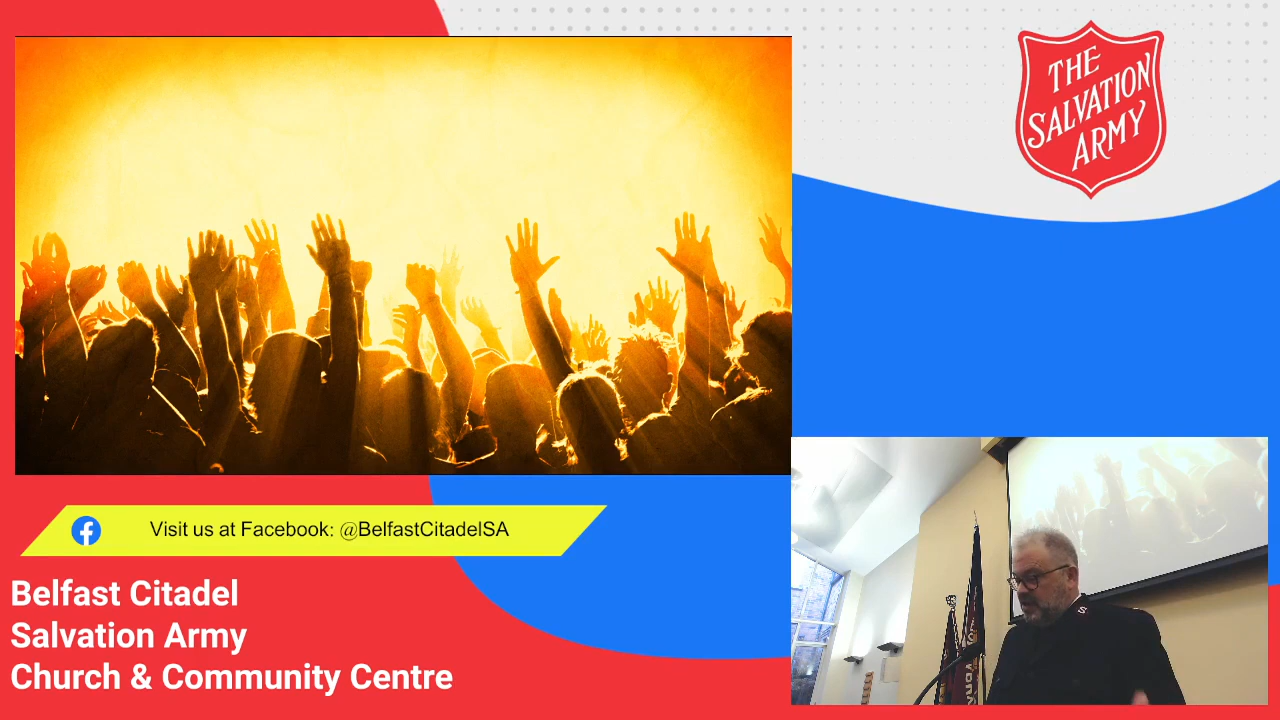 THE
SALVATION
ARMY
Visit us at Facebook: @BelfastCitadelSA
Belfast Citadel
Salvation Army
Church & Community Centre
S